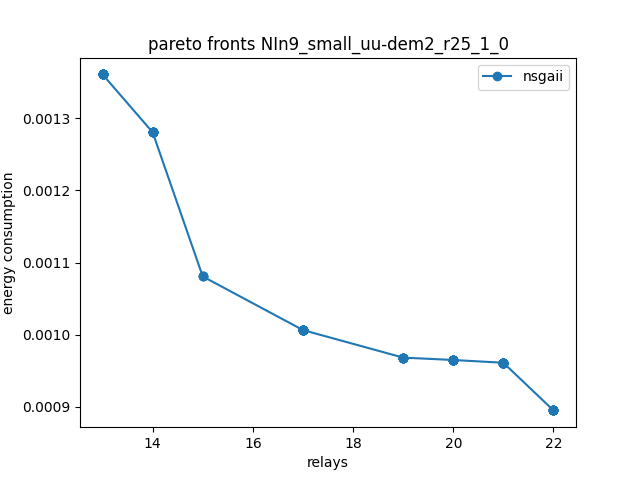 pareto fronts NIn9_small_uu-dem2_r25_1_0
nsgaii
0.0013
0.0012
0.0011
0.0010
0.0009
energy consumption
14 16 18 20 22
relays